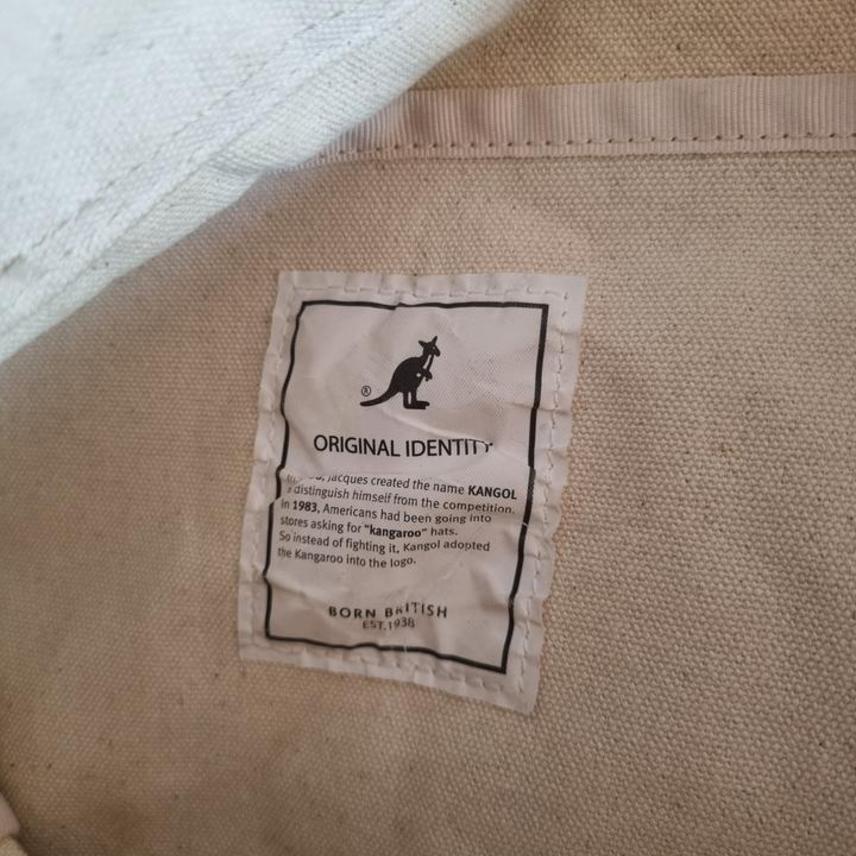 ®
ORIGINAL IDENTITY
Jacques created the name KANGOL
distinguish himself from the competition.
In 1983, Americans had been going into
stores asking for "kangaroo" hats.
So instead of fighting it, Kangol adopted
the Kangaroo into the logo.
BORN BRITISH
EST.1938